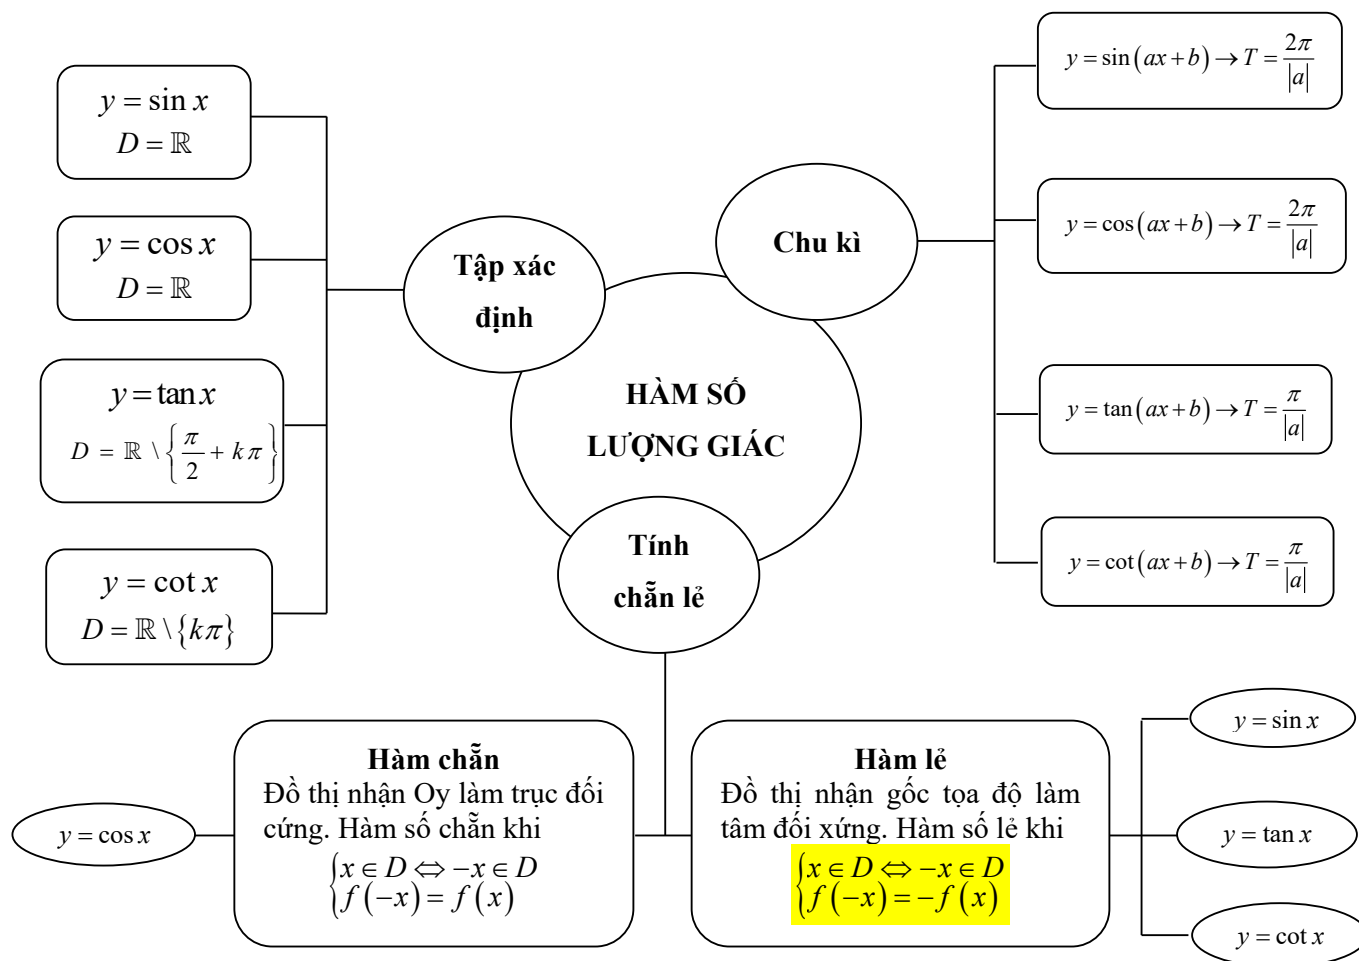 y = sin x
D = ℝ
y = cos x
D = ℝ
y = tan x
D = ℝ \ {π/2 + kπ}
y = cot x
D = ℝ \ {kπ}
Tập xác
định
Chu kì
HÀM SỐ
LƯỢNG GIÁC
Tính
chẵn lẻ
y = sin(ax + b) → T = 2π/|a|
y = cos(ax + b) → T = 2π/|a|
y = tan(ax + b) → T = π/|a|
y = cot(ax + b) → T = π/|a|
y = cos x
Hàm chẵn
Đồ thị nhận Oy làm trục đối
cứng. Hàm số chẵn khi
{x ∈ D ⇔ −x ∈ D
{f(−x) = f(x)
Hàm lẻ
Đồ thị nhận gốc tọa độ làm
tâm đối xứng. Hàm số lẻ khi
{x ∈ D ⇔ −x ∈ D
{f(−x) = −f(x)
y = sin x
y = tan x
y = cot x